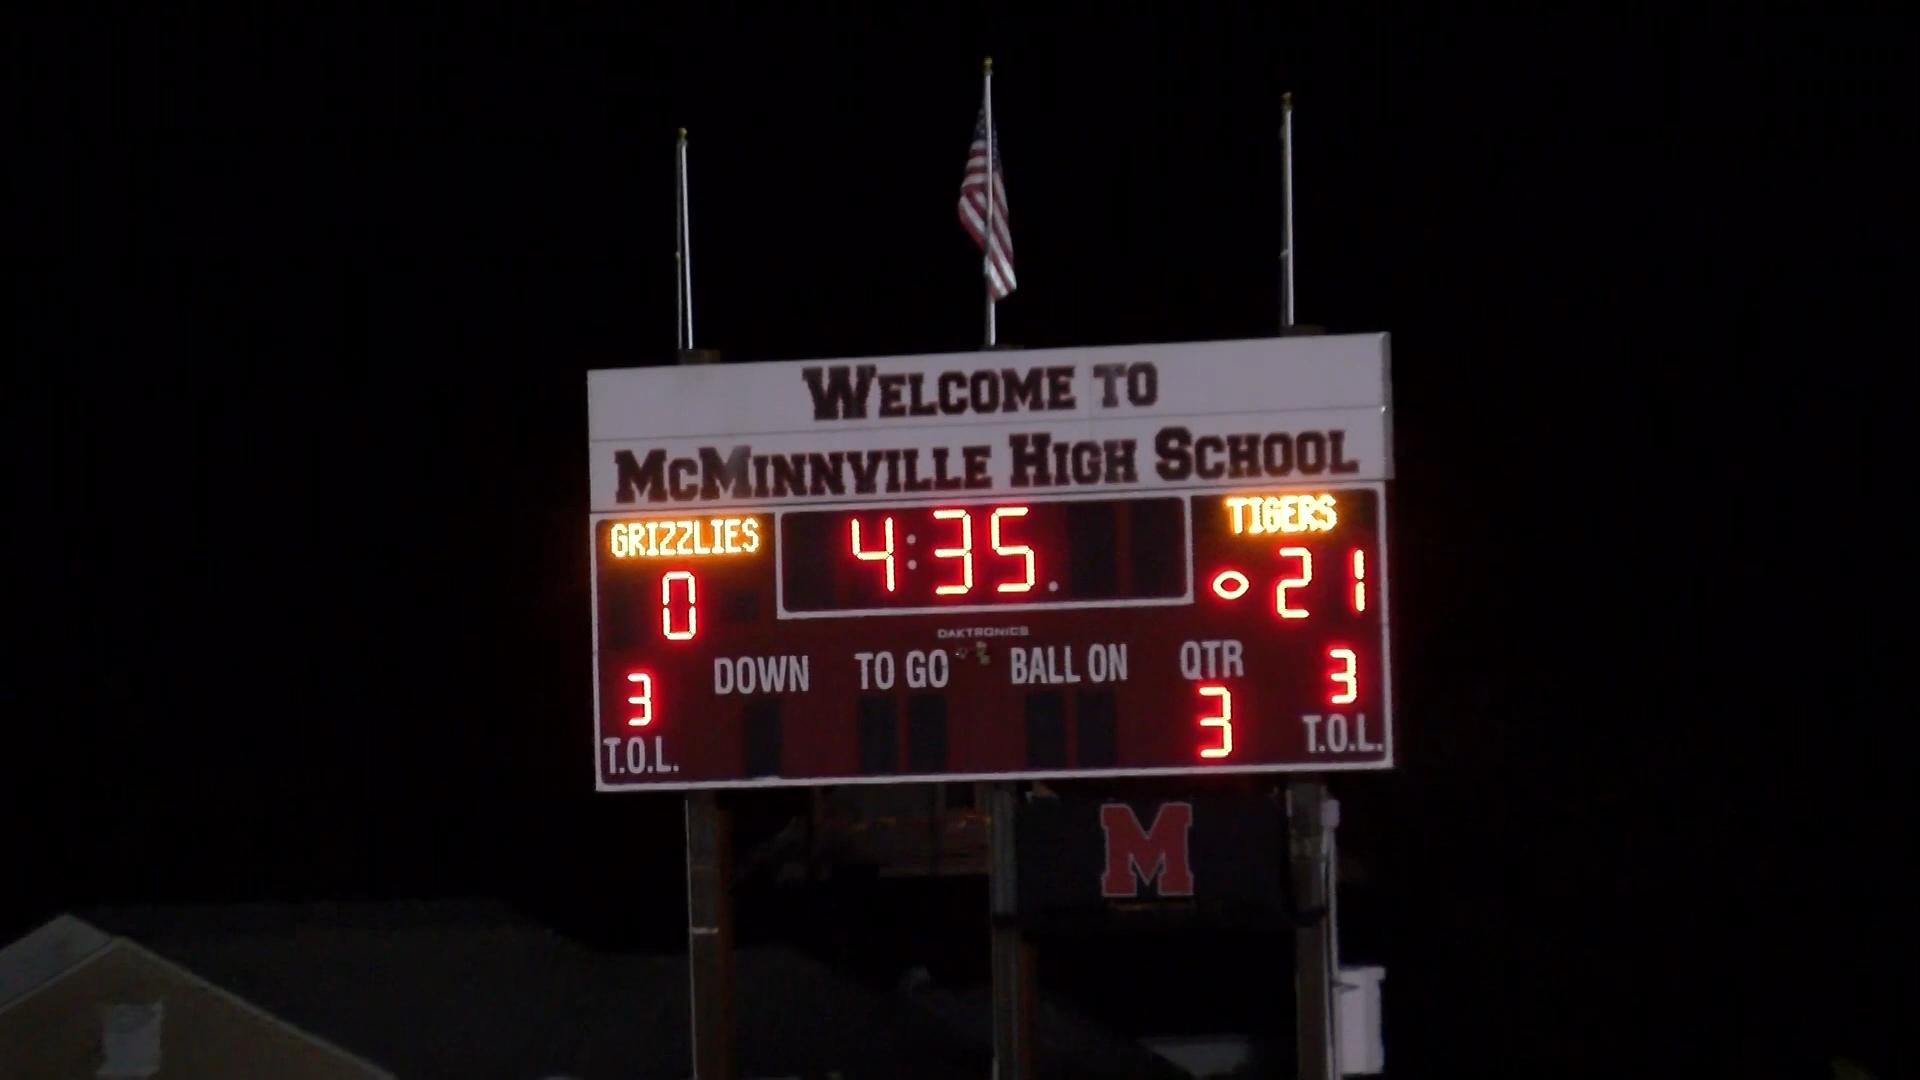 WELCOME TO
MCMINNVILLE HIGH SCHOOL
GRIZZLIES 4:35. TIGERS
0 21
DAKTRONICS
DOWN TO GO BALL ON QTR
3 3 3
T.O.L. T.O.L.
M